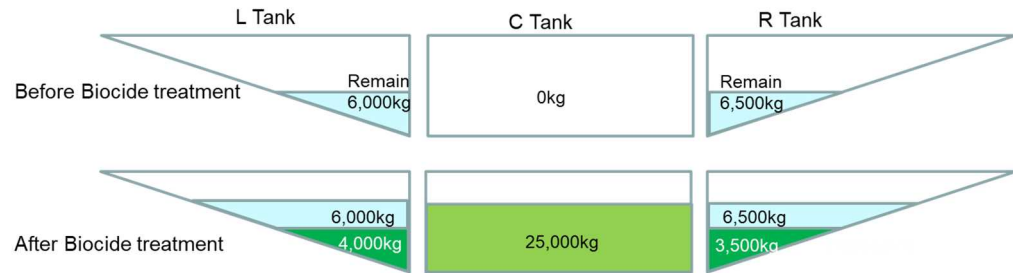 L Tank
C Tank
R Tank
Before Biocide treatment
Remain
6,000kg
0kg
Remain
6,500kg
After Biocide treatment
6,000kg
4,000kg
25,000kg
6,500kg
3,500kg